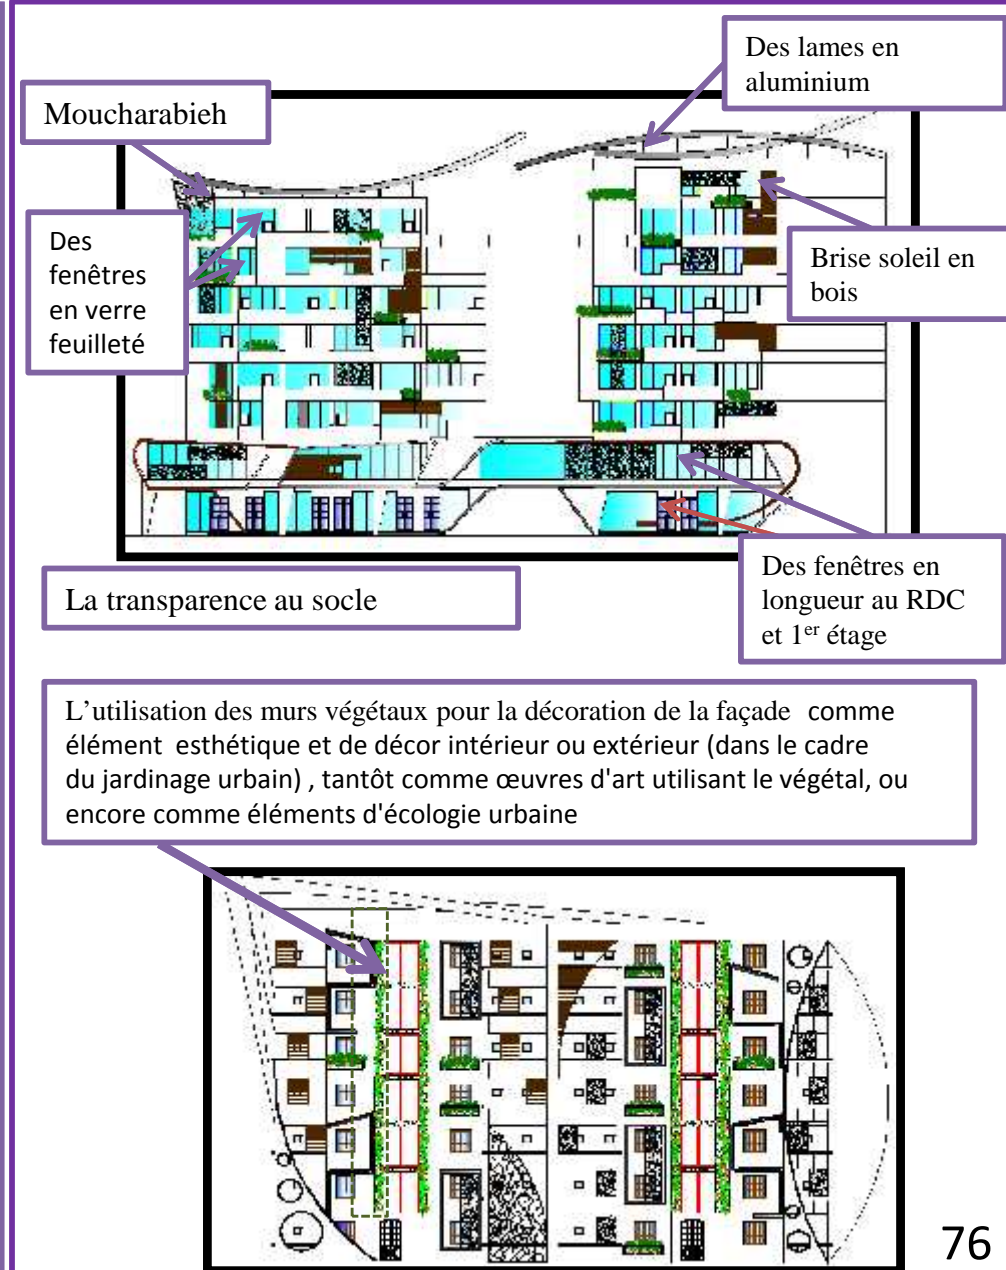 Des lames en
aluminium
Moucharabieh
Des
fenêtres
en verre
feuilleté
Brise soleil en
bois
Des fenêtres en
longueur au RDC
et 1er étage
La transparence au socle
L’utilisation des murs végétaux pour la décoration de la façade comme
élément esthétique et de décor intérieur ou extérieur (dans le cadre
du jardinage urbain) , tantôt comme œuvres d'art utilisant le végétal, ou
encore comme éléments d'écologie urbaine
76